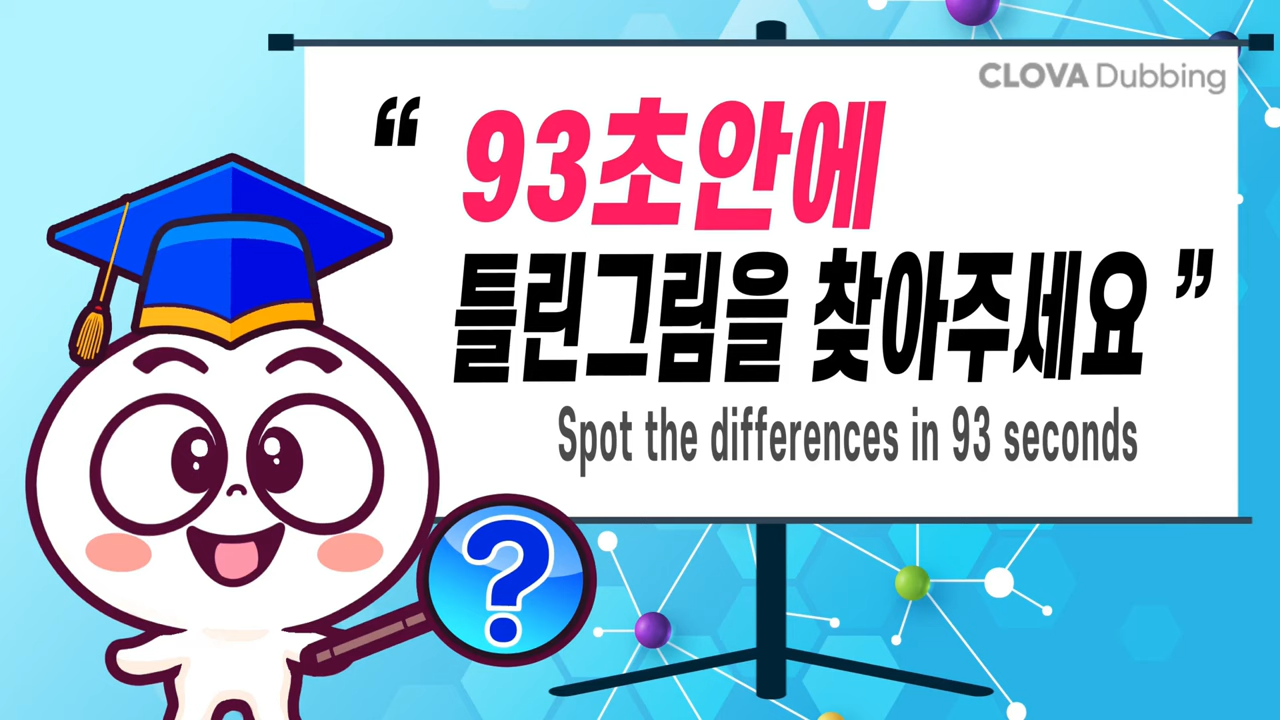 CLOVA Dubbing
“ 93초안에
틀린그림을 찾아주세요 ”
Spot the differences in 93 seconds
?